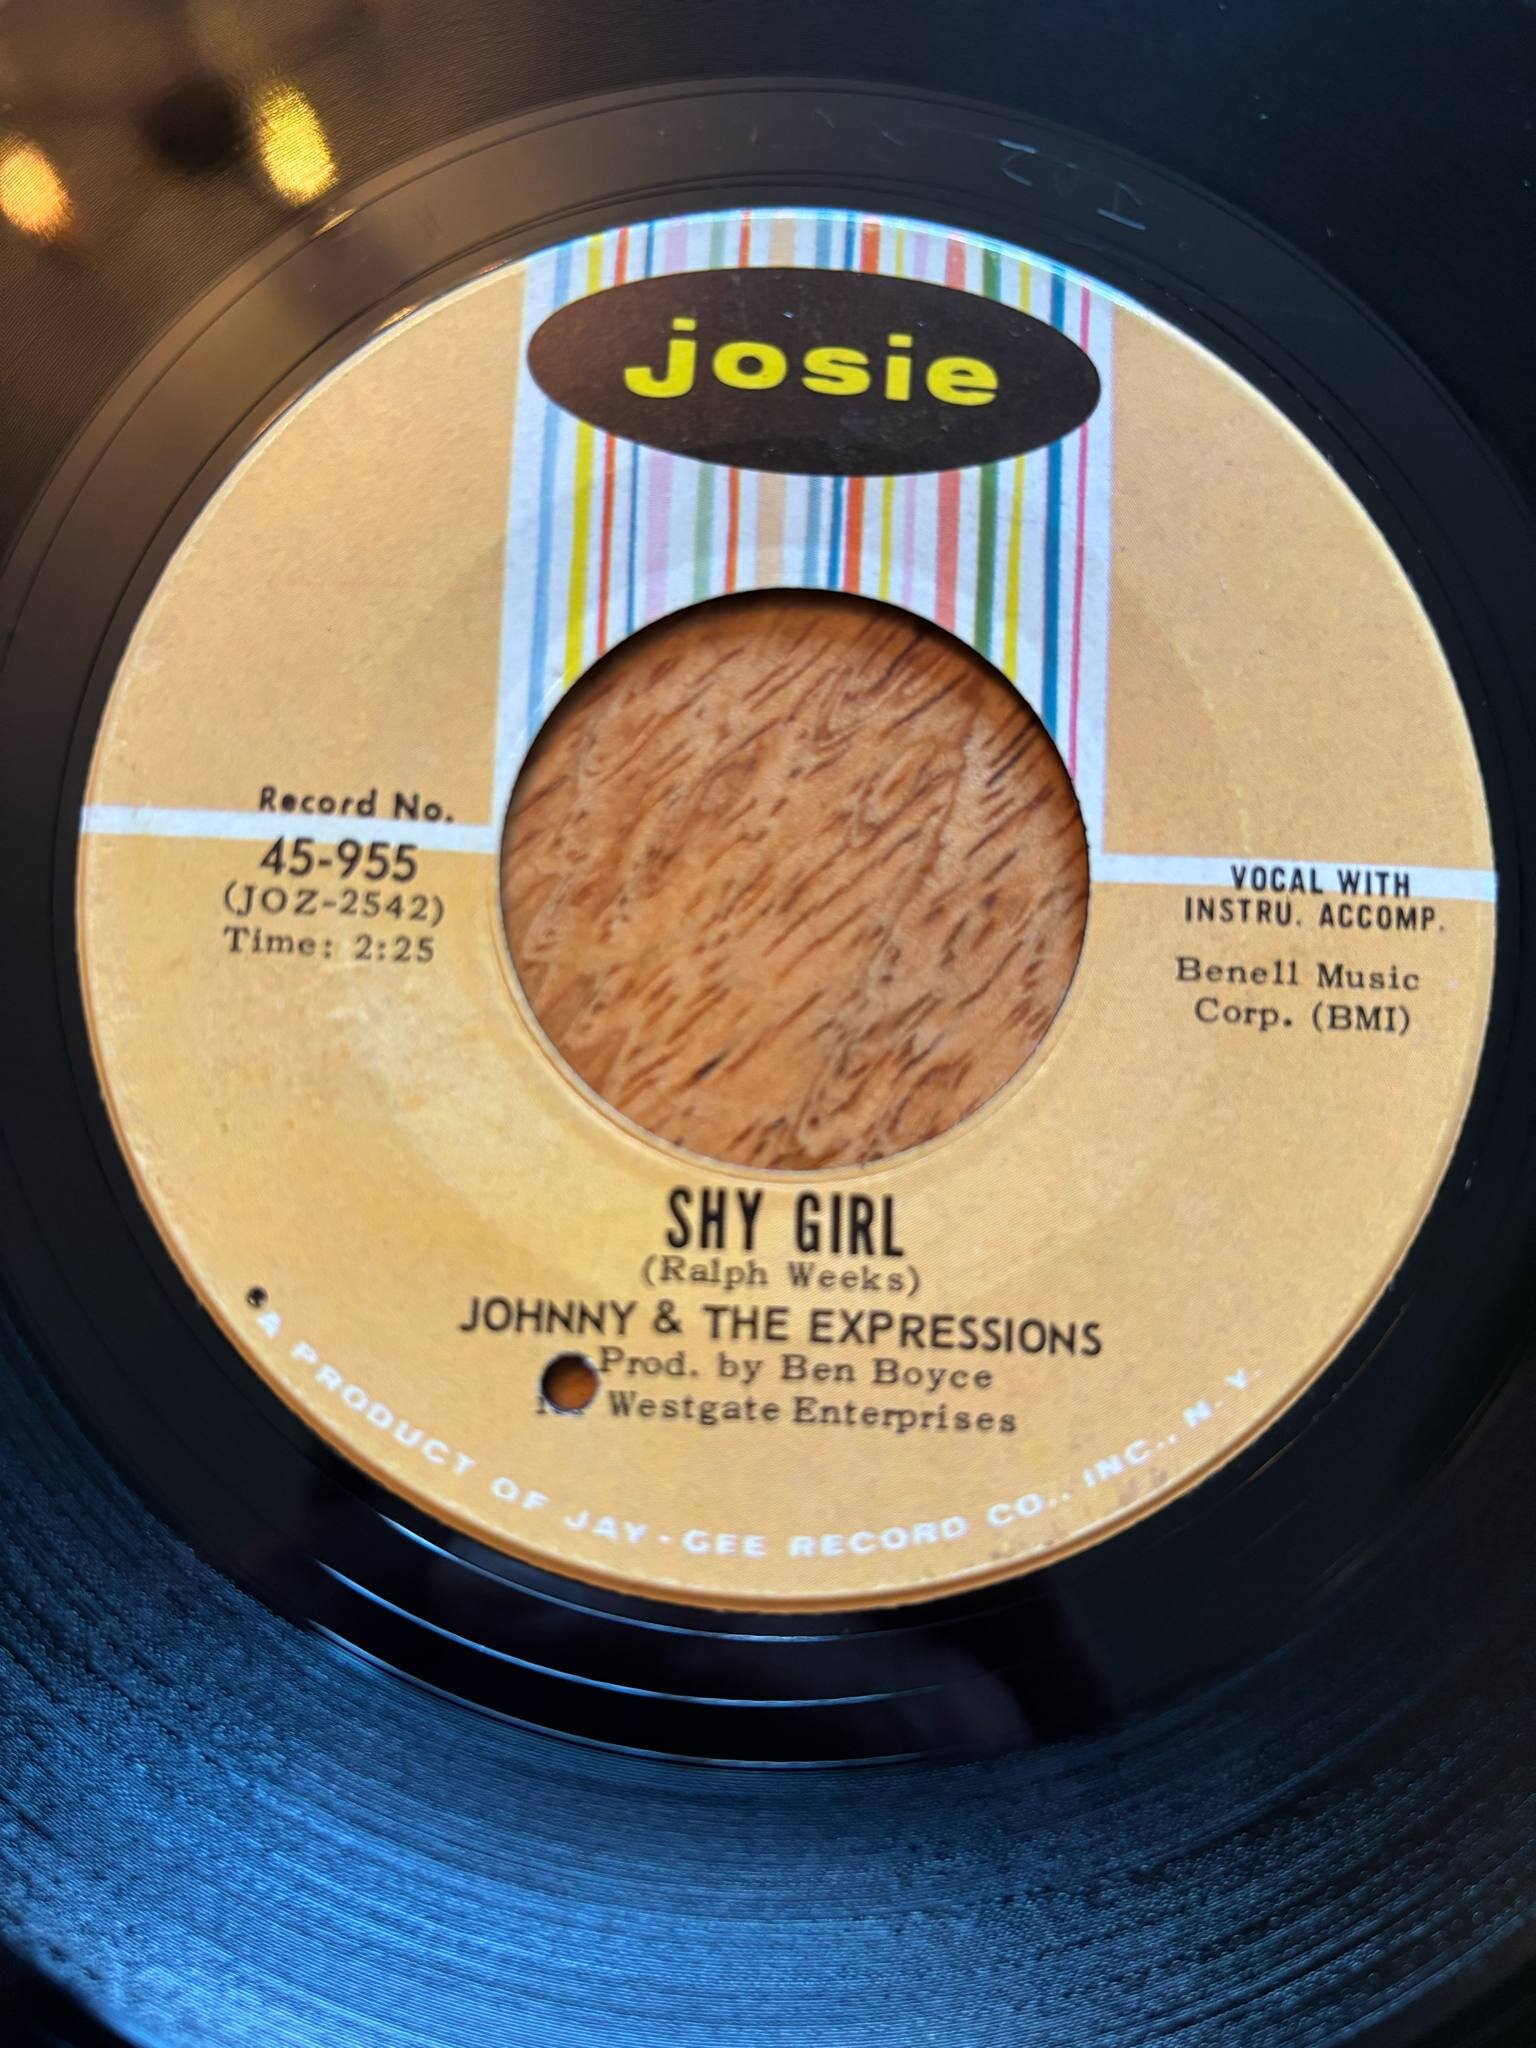 josie
Record No.
45-955
(JOZ-2542)
Time: 2:25
VOCAL WITH
INSTRU. ACCOMP.
Benell Music
Corp. (BMI)
SHY GIRL
(Ralph Weeks)
JOHNNY & THE EXPRESSIONS
Prod. by Ben Boyce
Westgate Enterprises
A PRODUCT OF JAY-GEE RECORD CO., INC., N.Y.